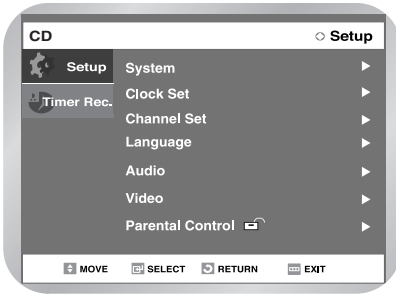 CD Setup
Setup
Timer Rec.
System
Clock Set
Channel Set
Language
Audio
Video
Parental Control
MOVE SELECT RETURN EXIT